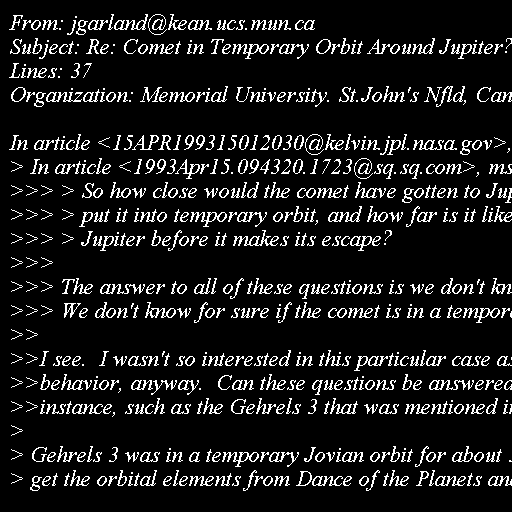 From: jgarland@kean.ucs.mun.ca
Subject: Re: Comet in Temporary Orbit Around Jupiter?
Lines: 37
Organization: Memorial University. St.John's Nfld, Can

In article <15APR199315012030@kelvin.jpl.nasa.gov>,
> In article <1993Apr15.094320.1723@sq.sq.com>, ms
>>> > So how close would the comet have gotten to Jup
>>> > put it into temporary orbit, and how far is it like
>>> > Jupiter before it makes its escape?
>>>
>>> The answer to all of these questions is we don't kn
>>> We don't know for sure if the comet is in a tempor
>>
>>I see.  I wasn't so interested in this particular case as
>>behavior, anyway.  Can these questions be answered
>>instance, such as the Gehrels 3 that was mentioned i
>
> Gehrels 3 was in a temporary Jovian orbit for about
> get the orbital elements from Dance of the Planets and